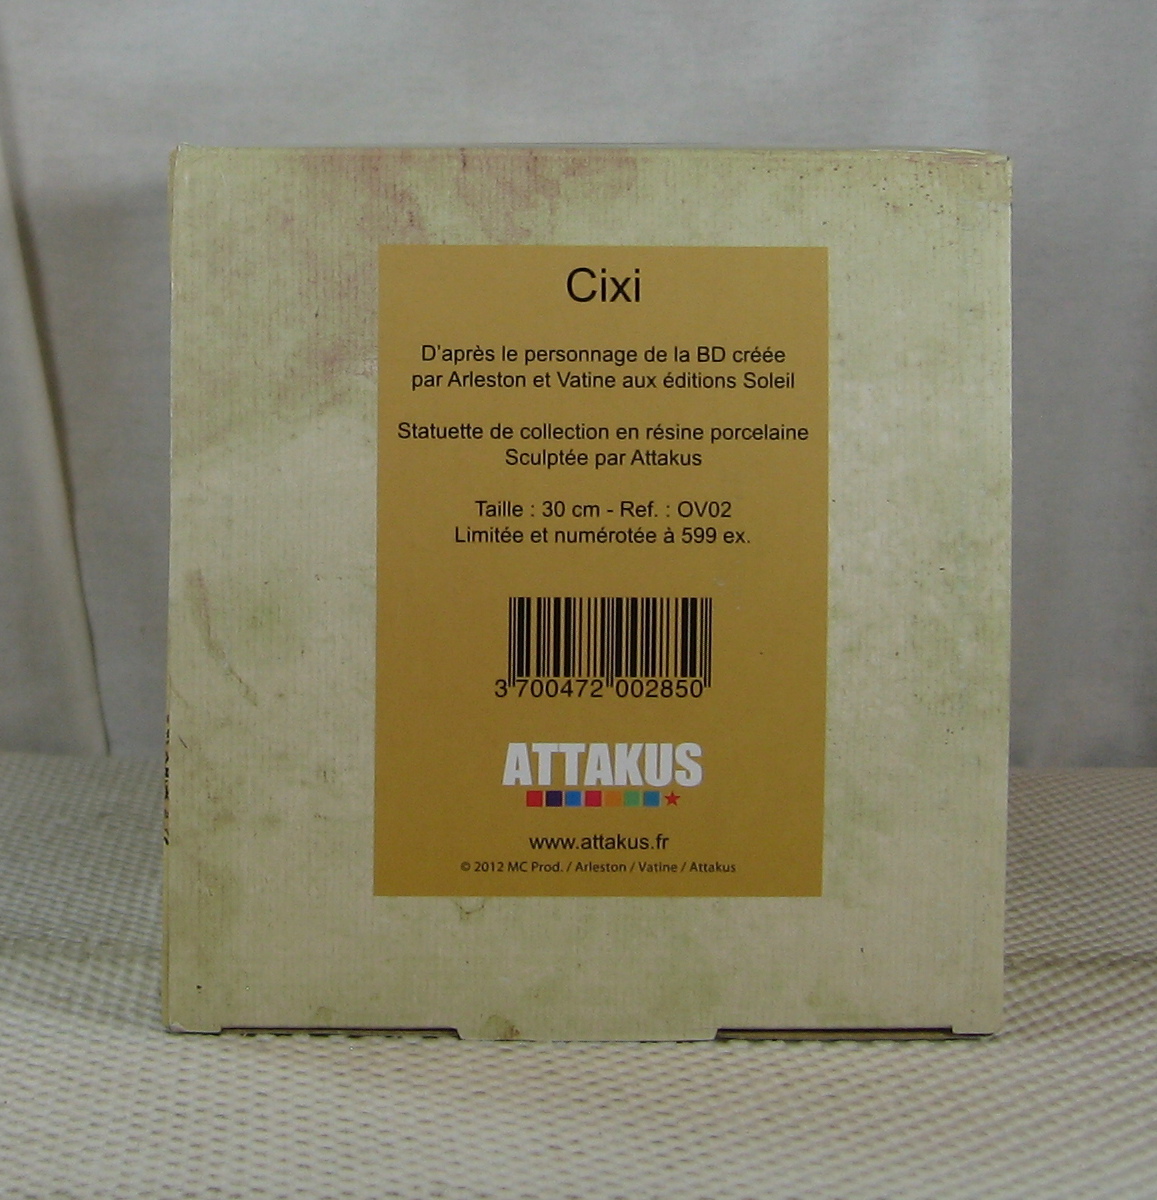 Cixi
D'après le personnage de la BD créée
par Arleston et Vatine aux éditions Soleil
Statuette de collection en résine porcelaine
Sculptée par Attakus
Taille : 30 cm - Ref. : OV02
Limitée et numérotée à 599 ex.
3 700472 002850
ATTAKUS
www.attakus.fr
© 2012 MC Prod. / Arleston / Vatine / Attakus